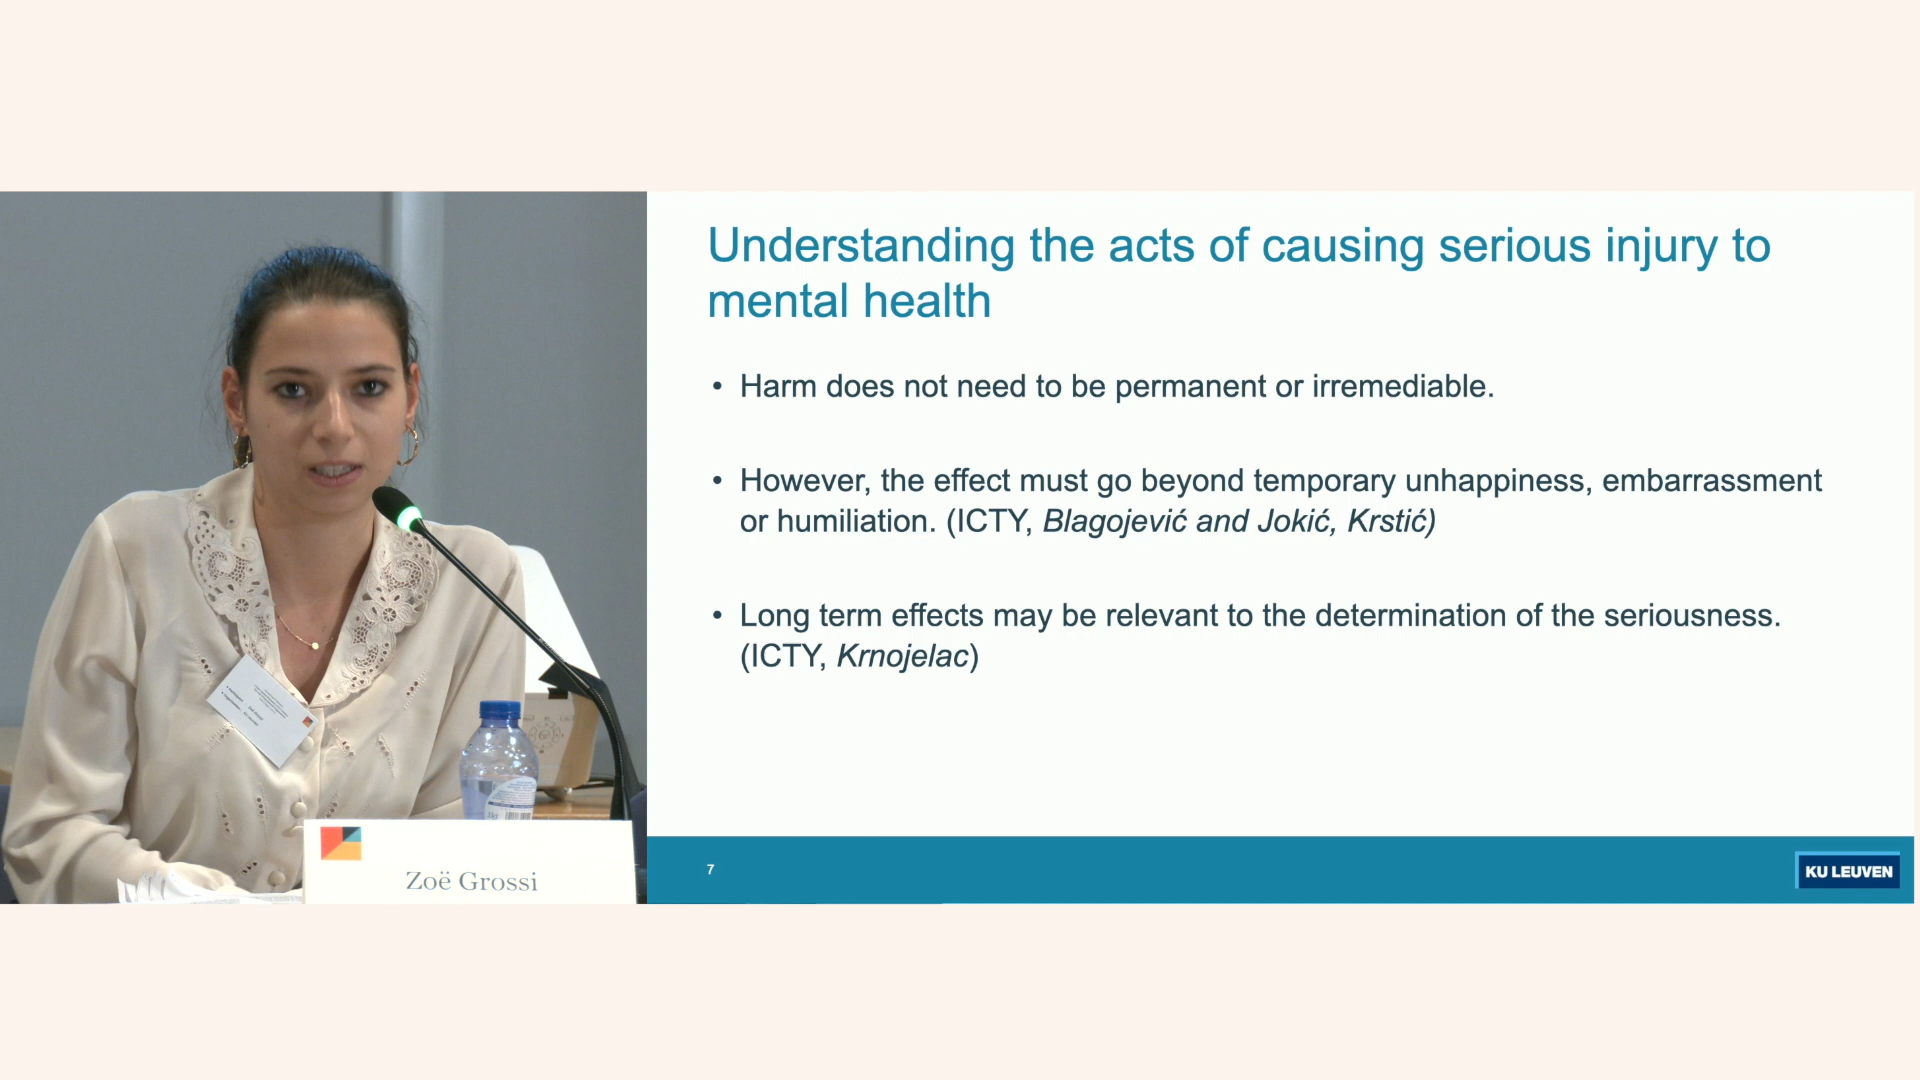 Understanding the acts of causing serious injury to
mental health
• Harm does not need to be permanent or irremediable.
• However, the effect must go beyond temporary unhappiness, embarrassment
or humiliation. (ICTY, Blagojević and Jokić, Krstić)
• Long term effects may be relevant to the determination of the seriousness.
(ICTY, Krnojelac)
7
KU LEUVEN
Zoë Grossi